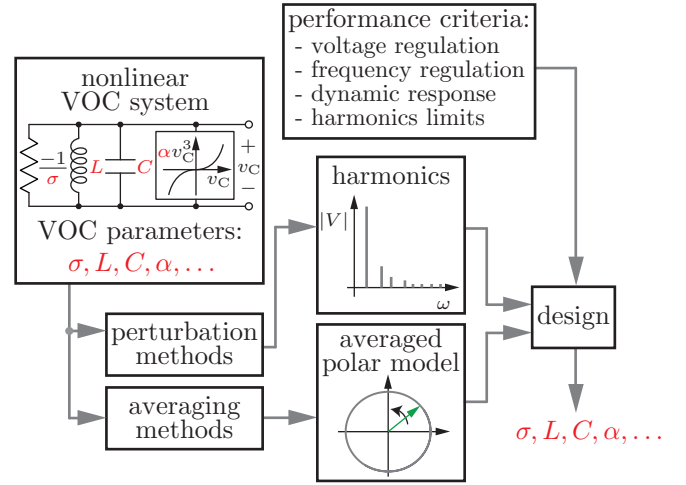 performance criteria:
- voltage regulation
- frequency regulation
- dynamic response
- harmonics limits
nonlinear
VOC system
−1/σ
L
C
αv_C^3
v_C
+
v_C
−
VOC parameters:
σ, L, C, α, ...
harmonics
|V|
ω
perturbation
methods
averaging
methods
averaged
polar model
design
σ, L, C, α, ...